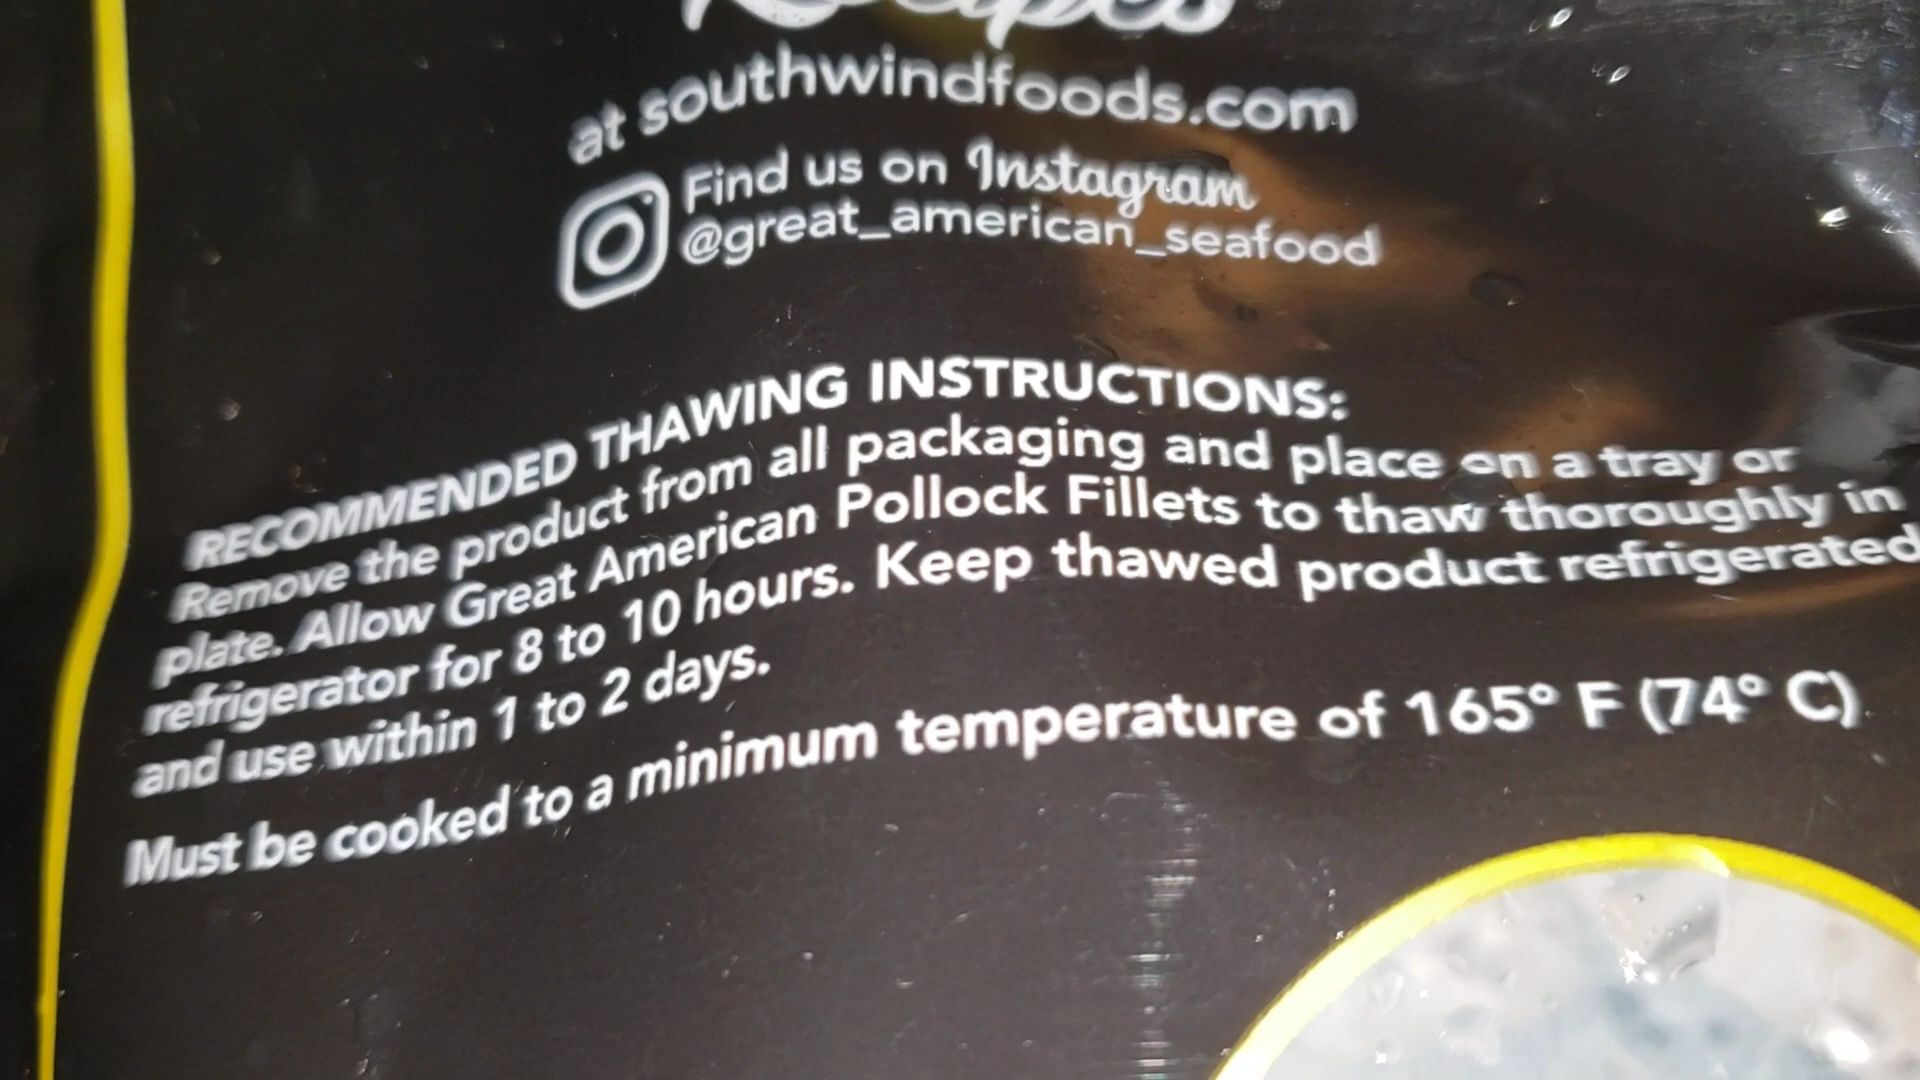 Recipes
at southwindfoods.com
Find us on Instagram
@great_american_seafood
RECOMMENDED THAWING INSTRUCTIONS:
Remove the product from all packaging and place on a tray or
plate. Allow Great American Pollock Fillets to thaw thoroughly in
refrigerator for 8 to 10 hours. Keep thawed product refrigerated
and use within 1 to 2 days.
Must be cooked to a minimum temperature of 165° F (74° C)